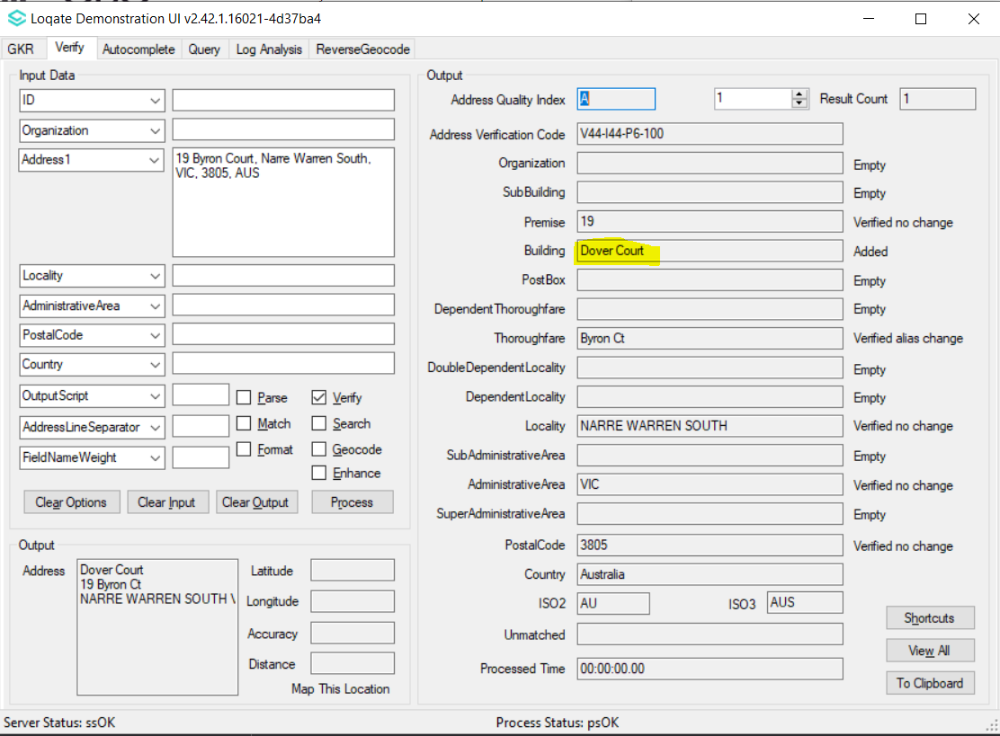 Loqate Demonstration UI v2.42.1.16021-4d37ba4
GKR Verify Autocomplete Query Log Analysis ReverseGeocode
Input Data
ID
Organization
Address1
19 Byron Court, Narre Warren South,
VIC, 3805, AUS
Locality
AdministrativeArea
PostalCode
Country
OutputScript
AddressLineSeparator
FieldNameWeight
Parse
Verify
Match
Search
Format
Geocode
Enhance
Clear Options Clear Input Clear Output Process
Output
Address
Dover Court
19 Byron Ct
NARRE WARREN SOUTH
Latitude
Longitude
Accuracy
Distance
Map This Location
Output
Address Quality Index A 1 Result Count 1
Address Verification Code V44-I44-P6-100
Organization Empty
SubBuilding Empty
Premise 19 Verified no change
Building Dover Court Added
PostBox Empty
DependentThoroughfare Empty
Thoroughfare Byron Ct Verified alias change
DoubleDependentLocality Empty
DependentLocality Empty
Locality NARRE WARREN SOUTH Verified no change
SubAdministrativeArea Empty
AdministrativeArea VIC Verified no change
SuperAdministrativeArea Empty
PostalCode 3805 Verified no change
Country Australia
ISO2 AU ISO3 AUS
Unmatched
Processed Time 00:00:00.00
Shortcuts
View All
To Clipboard
Server Status: ssOK Process Status: psOK